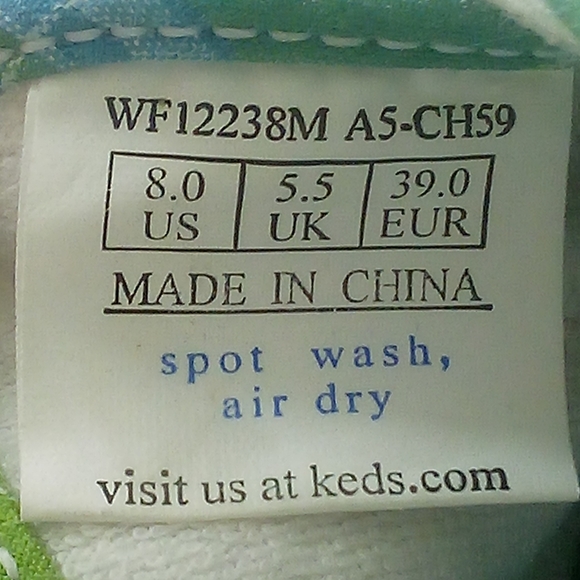 WF12238M A5-CH59
8.0 5.5 39.0
US UK EUR
MADE IN CHINA
spot wash,
air dry
visit us at keds.com